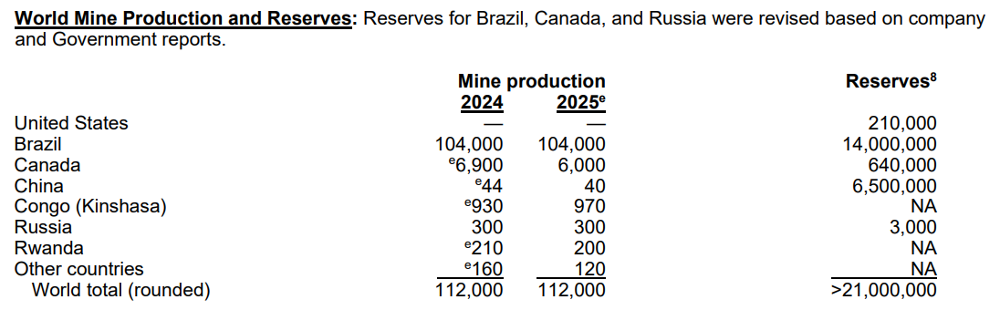 World Mine Production and Reserves: Reserves for Brazil, Canada, and Russia were revised based on company
and Government reports.
Mine production Reserves⁸
2024 2025ᵉ
United States — — 210,000
Brazil 104,000 104,000 14,000,000
Canada ᵉ6,900 6,000 640,000
China ᵉ44 40 6,500,000
Congo (Kinshasa) ᵉ930 970 NA
Russia 300 300 3,000
Rwanda ᵉ210 200 NA
Other countries ᵉ160 120 NA
World total (rounded) 112,000 112,000 >21,000,000